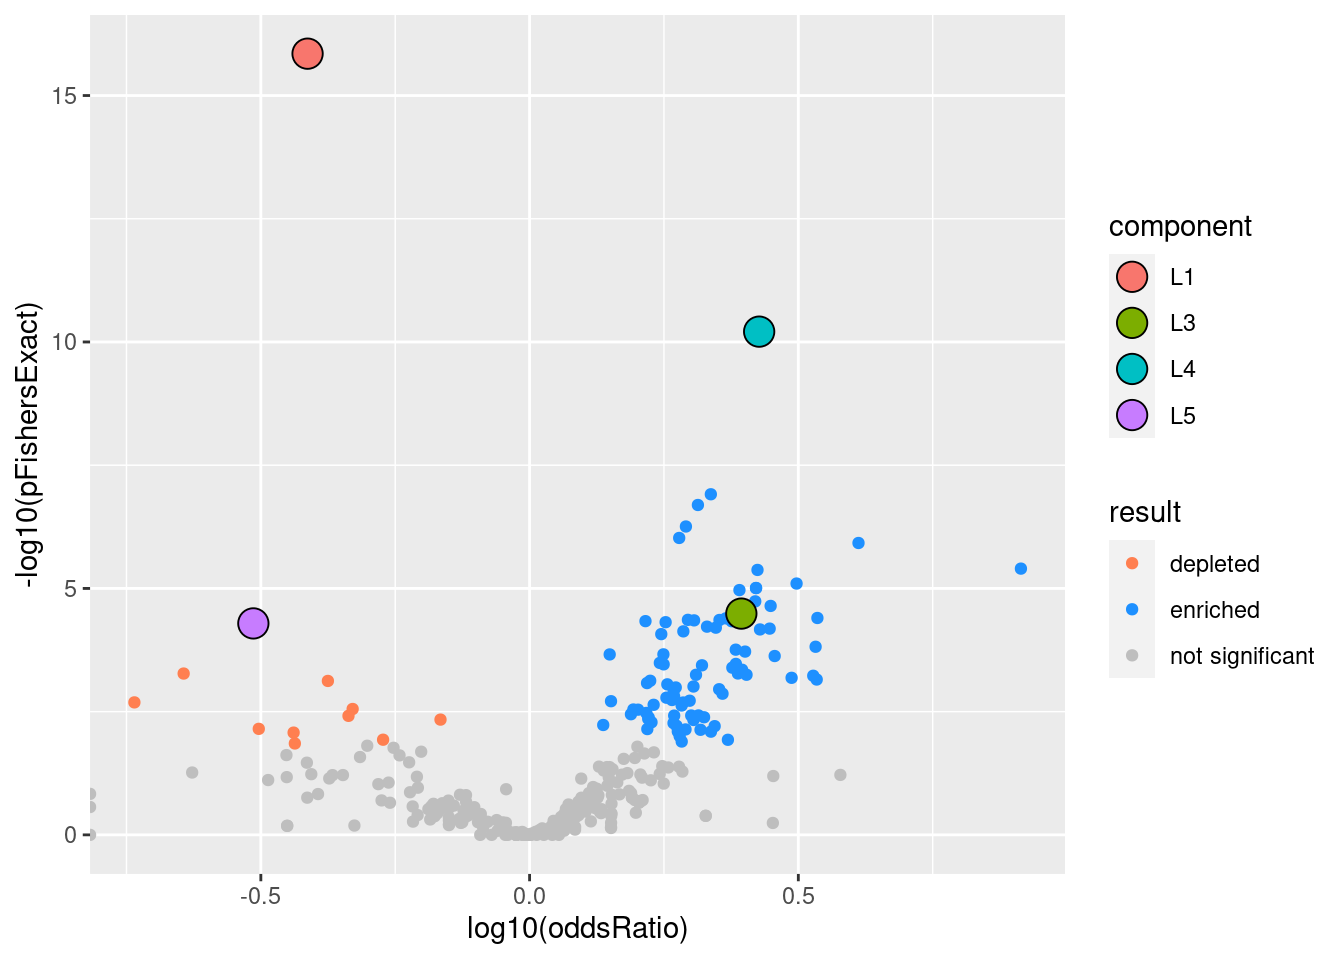 15
10
5
0
-0.5
0.0
0.5
log10(oddsRatio)
-log10(pFishersExact)
component
L1
L3
L4
L5
result
depleted
enriched
not significant